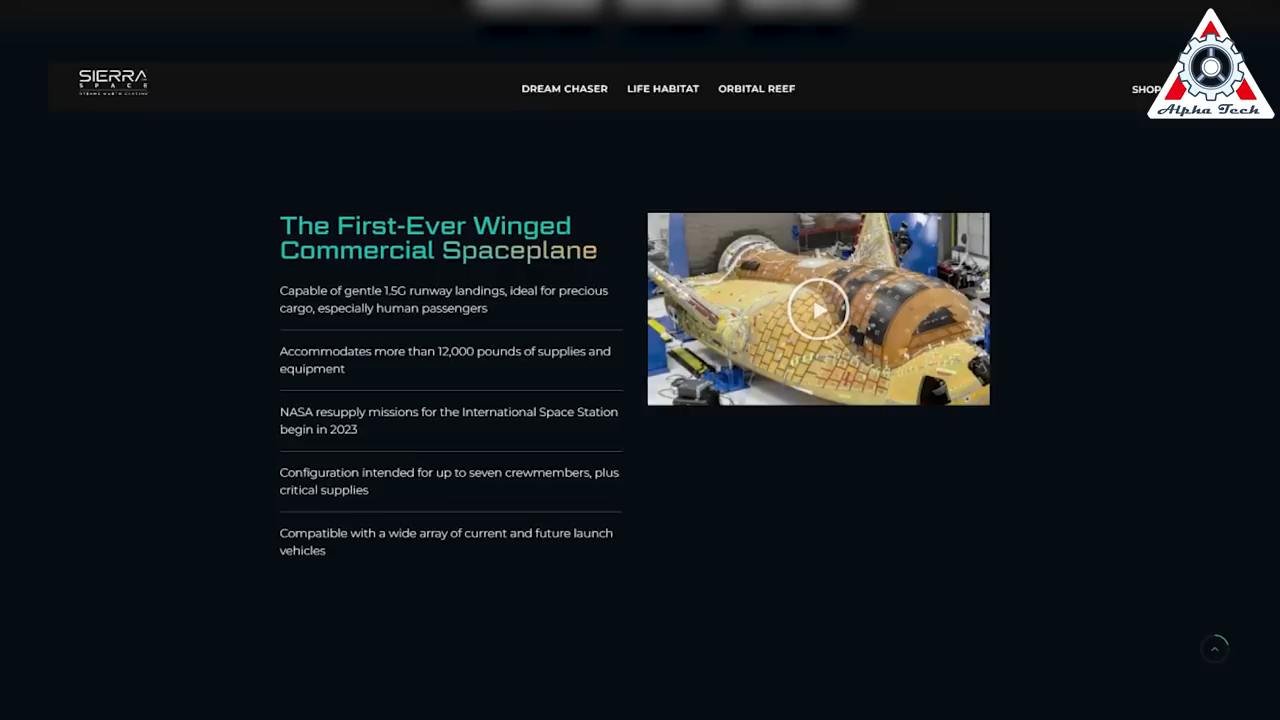 SIERRA
SPACE
DREAM CHASER
LIFE HABITAT
ORBITAL REEF
SHOP
Alpha Tech
The First-Ever Winged
Commercial Spaceplane
Capable of gentle 1.5G runway landings, ideal for precious
cargo, especially human passengers
Accommodates more than 12,000 pounds of supplies and
equipment
NASA resupply missions for the International Space Station
begin in 2023
Configuration intended for up to seven crewmembers, plus
critical supplies
Compatible with a wide array of current and future launch
vehicles